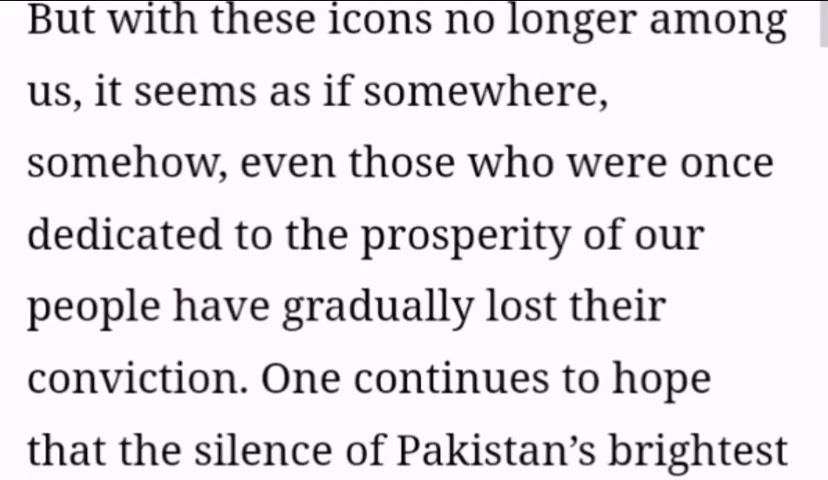 But with these icons no longer among
us, it seems as if somewhere,
somehow, even those who were once
dedicated to the prosperity of our
people have gradually lost their
conviction. One continues to hope
that the silence of Pakistan’s brightest